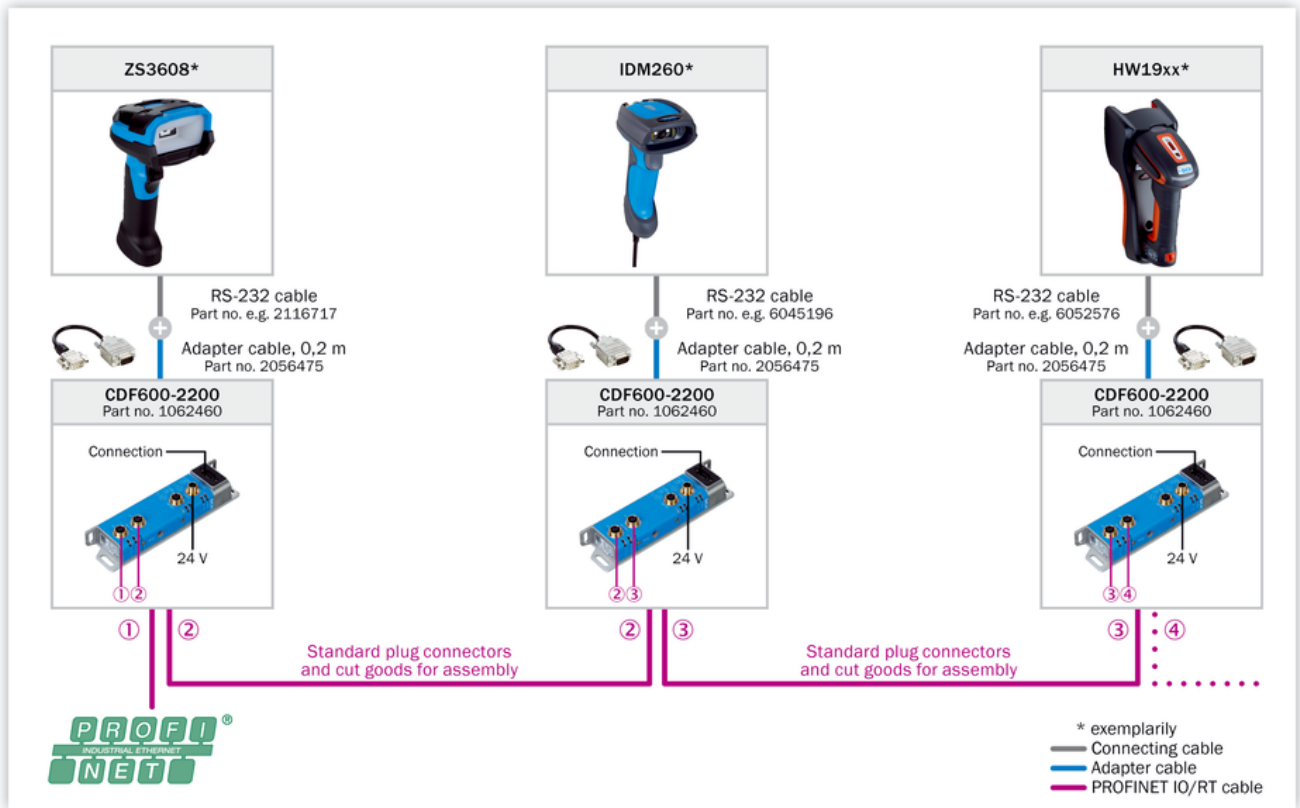 ZS3608*
RS-232 cable
Part no. e.g. 2116717
Adapter cable, 0,2 m
Part no. 2056475
CDF600-2200
Part no. 1062460
Connection
24 V
①②
① ②
IDM260*
RS-232 cable
Part no. e.g. 6045196
Adapter cable, 0,2 m
Part no. 2056475
CDF600-2200
Part no. 1062460
Connection
24 V
②③
② ③
HW19xx*
RS-232 cable
Part no. e.g. 6052576
Adapter cable, 0,2 m
Part no. 2056475
CDF600-2200
Part no. 1062460
Connection
24 V
③④
③ ④
Standard plug connectors
and cut goods for assembly
Standard plug connectors
and cut goods for assembly
PROFI®
INDUSTRIAL ETHERNET
NET
* exemplarily
Connecting cable
Adapter cable
PROFINET IO/RT cable